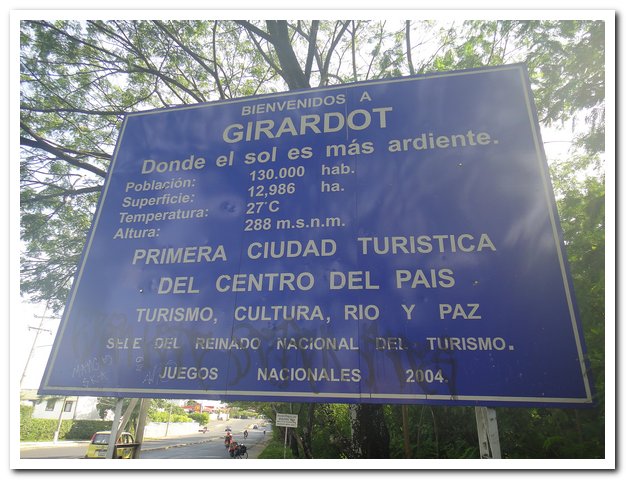 BIENVENIDOS A
GIRARDOT
Donde el sol es más ardiente.
Población: 130.000 hab.
Superficie: 12,986 ha.
Temperatura: 27°C
Altura: 288 m.s.n.m.
PRIMERA CIUDAD TURISTICA
DEL CENTRO DEL PAIS
TURISMO, CULTURA, RIO Y PAZ
SEDE DEL REINADO NACIONAL DEL TURISMO.
JUEGOS NACIONALES 2004